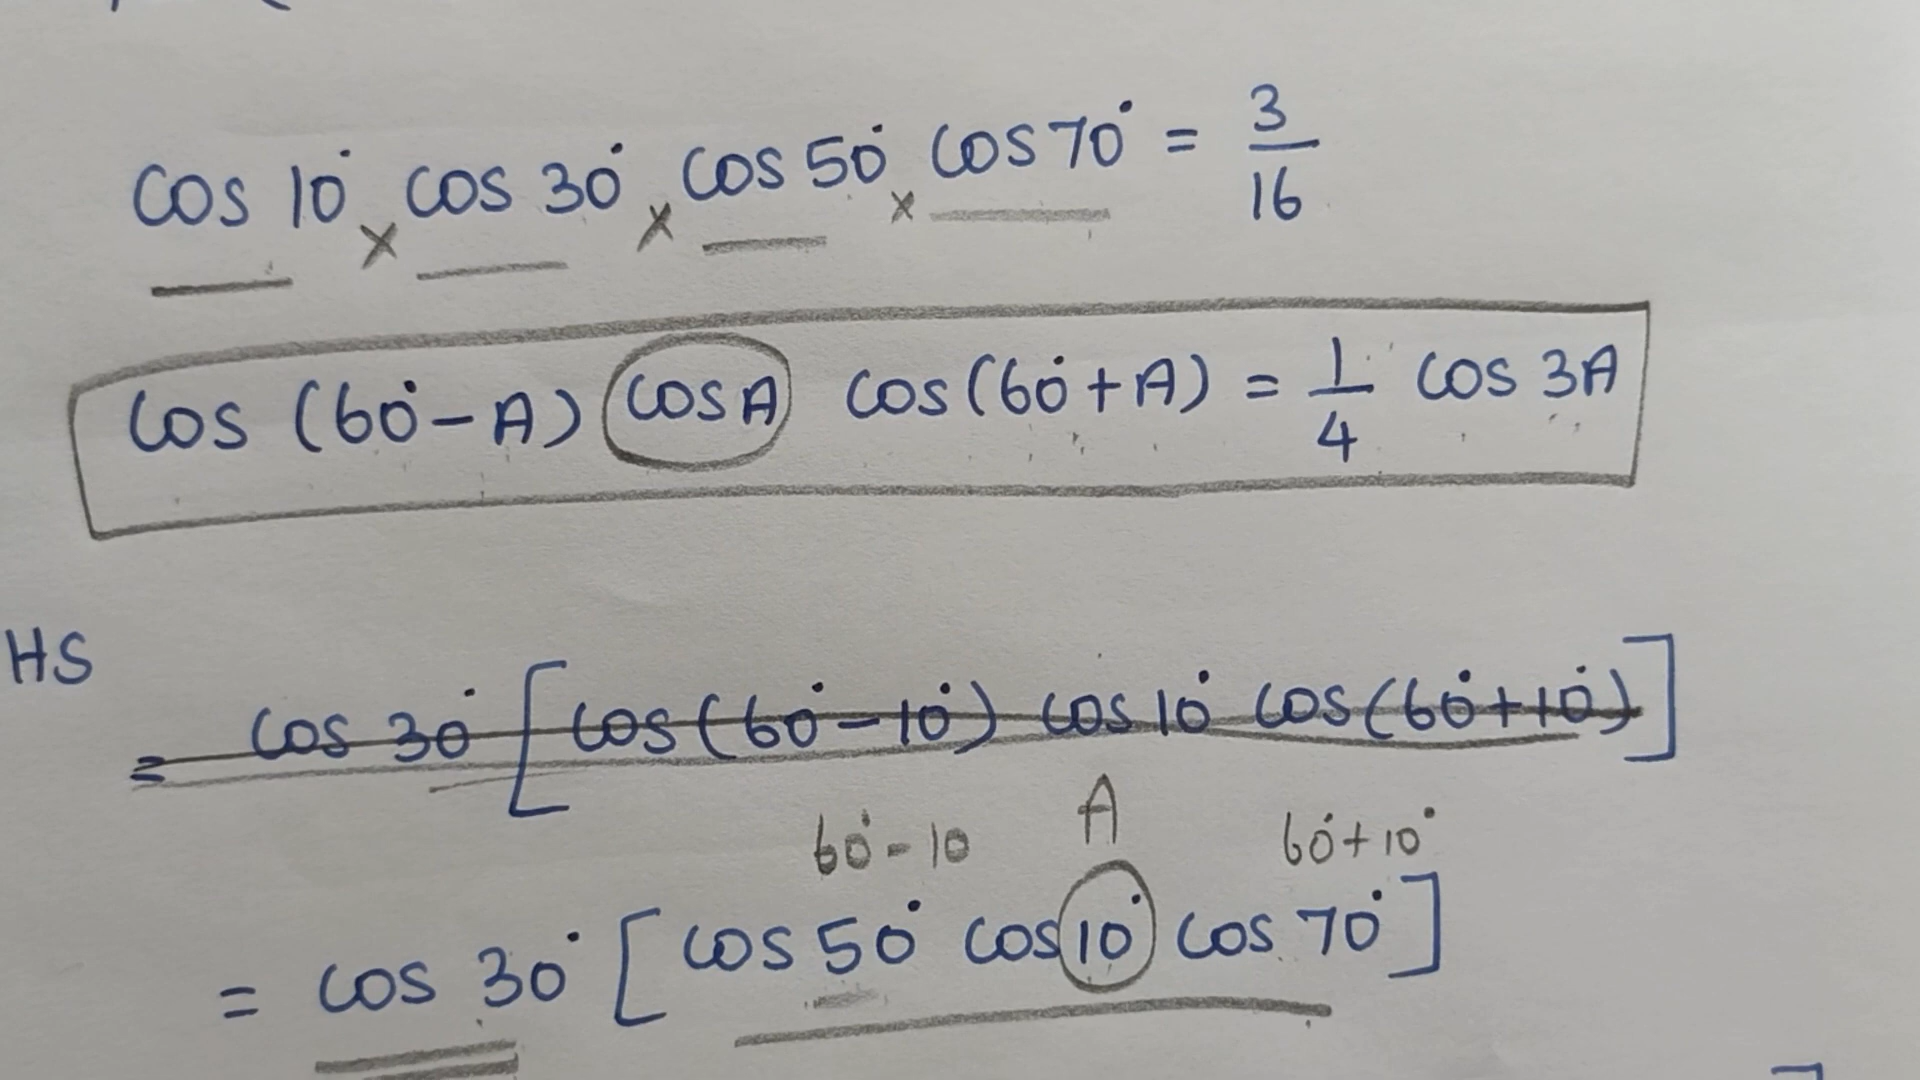 cos 10° × cos 30° × cos 50° × cos 70° = 3/16
cos (60° - A) cos A cos (60° + A) = 1/4 cos 3A
HS
= cos 30° [cos (60° - 10°) cos 10° cos (60° + 10°)]
60° - 10 A 60° + 10°
= cos 30° [cos 50° cos 10° cos 70°]